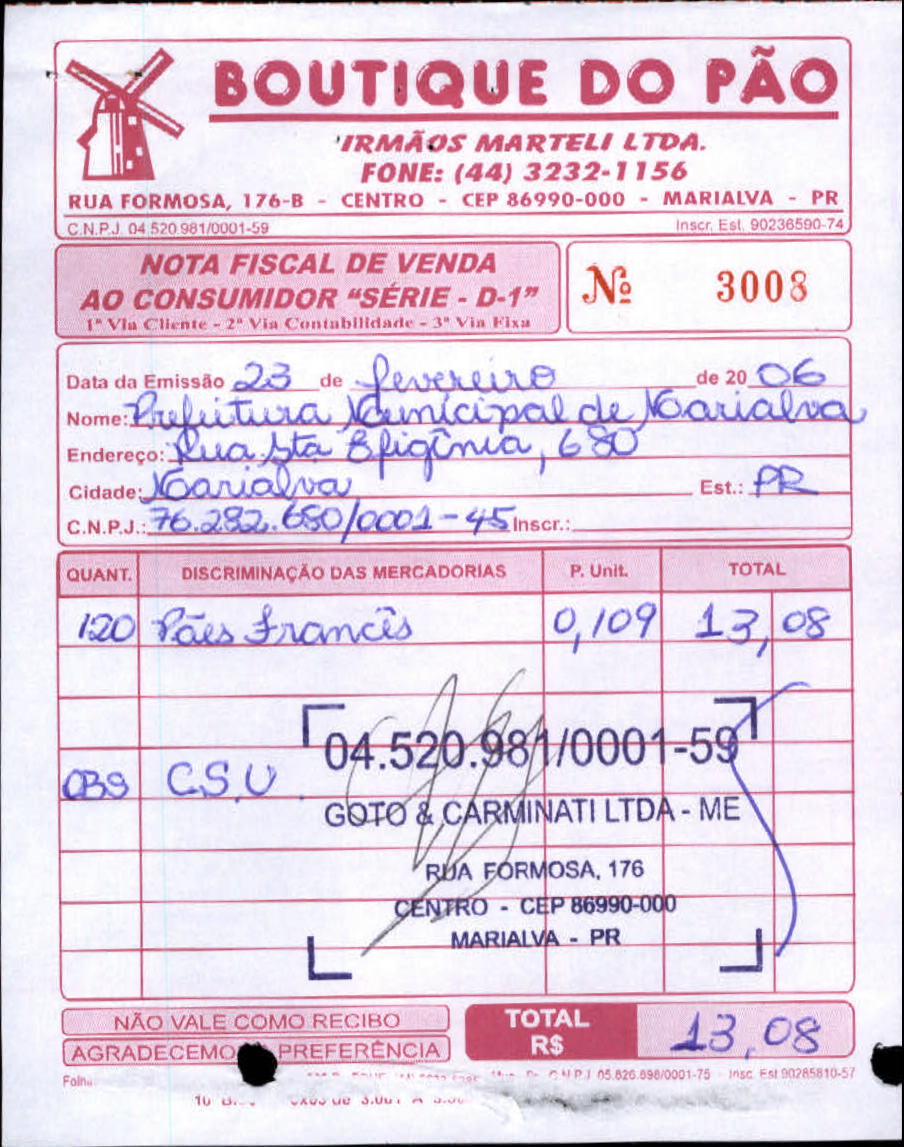 BOUTIQUE DO PÃO
IRMÃOS MARTELI LTDA.
FONE: (44) 3232-1156
RUA FORMOSA, 176-B - CENTRO - CEP 86990-000 - MARIALVA - PR
C.N.P.J. 04.520.981/0001-59 Inscr. Est. 90236590-74
NOTA FISCAL DE VENDA
AO CONSUMIDOR "SÉRIE - D-1"
1ª Via Cliente - 2ª Via Contabilidade - 3ª Via Fixa
Nº 3008
Data da Emissão 23 de fevereiro de 20 06
Nome: Prefeitura Municipal de Marialva
Endereço: Rua Sta Efigênia, 680
Cidade: Marialva Est.: PR
C.N.P.J.: 76.282.680/0001-45 Inscr.:
QUANT. DISCRIMINAÇÃO DAS MERCADORIAS P. Unit. TOTAL
120 Pães Francês 0,109 13,08
OBS C.S.U.
04.520.981/0001-59
GOTO & CARMINATI LTDA - ME
RUA FORMOSA, 176
CENTRO - CEP 86990-000
MARIALVA - PR
NÃO VALE COMO RECIBO
AGRADECEMO PREFERÊNCIA
TOTAL
R$ 13,08
C.N.P.J 05.826.898/0001-75 - Insc. Est 90285810-57